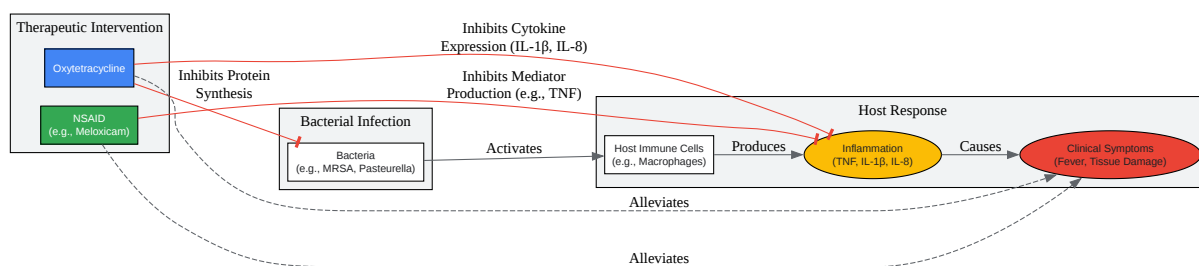 Therapeutic Intervention
Oxytetracycline
NSAID
(e.g., Meloxicam)
Inhibits Protein
Synthesis
Inhibits Cytokine
Expression (IL-1β, IL-8)
Inhibits Mediator
Production (e.g., TNF)
Bacterial Infection
Bacteria
(e.g., MRSA, Pasteurella)
Activates
Host Response
Host Immune Cells
(e.g., Macrophages)
Produces
Inflammation
(TNF, IL-1β, IL-8)
Causes
Clinical Symptoms
(Fever, Tissue Damage)
Alleviates
Alleviates